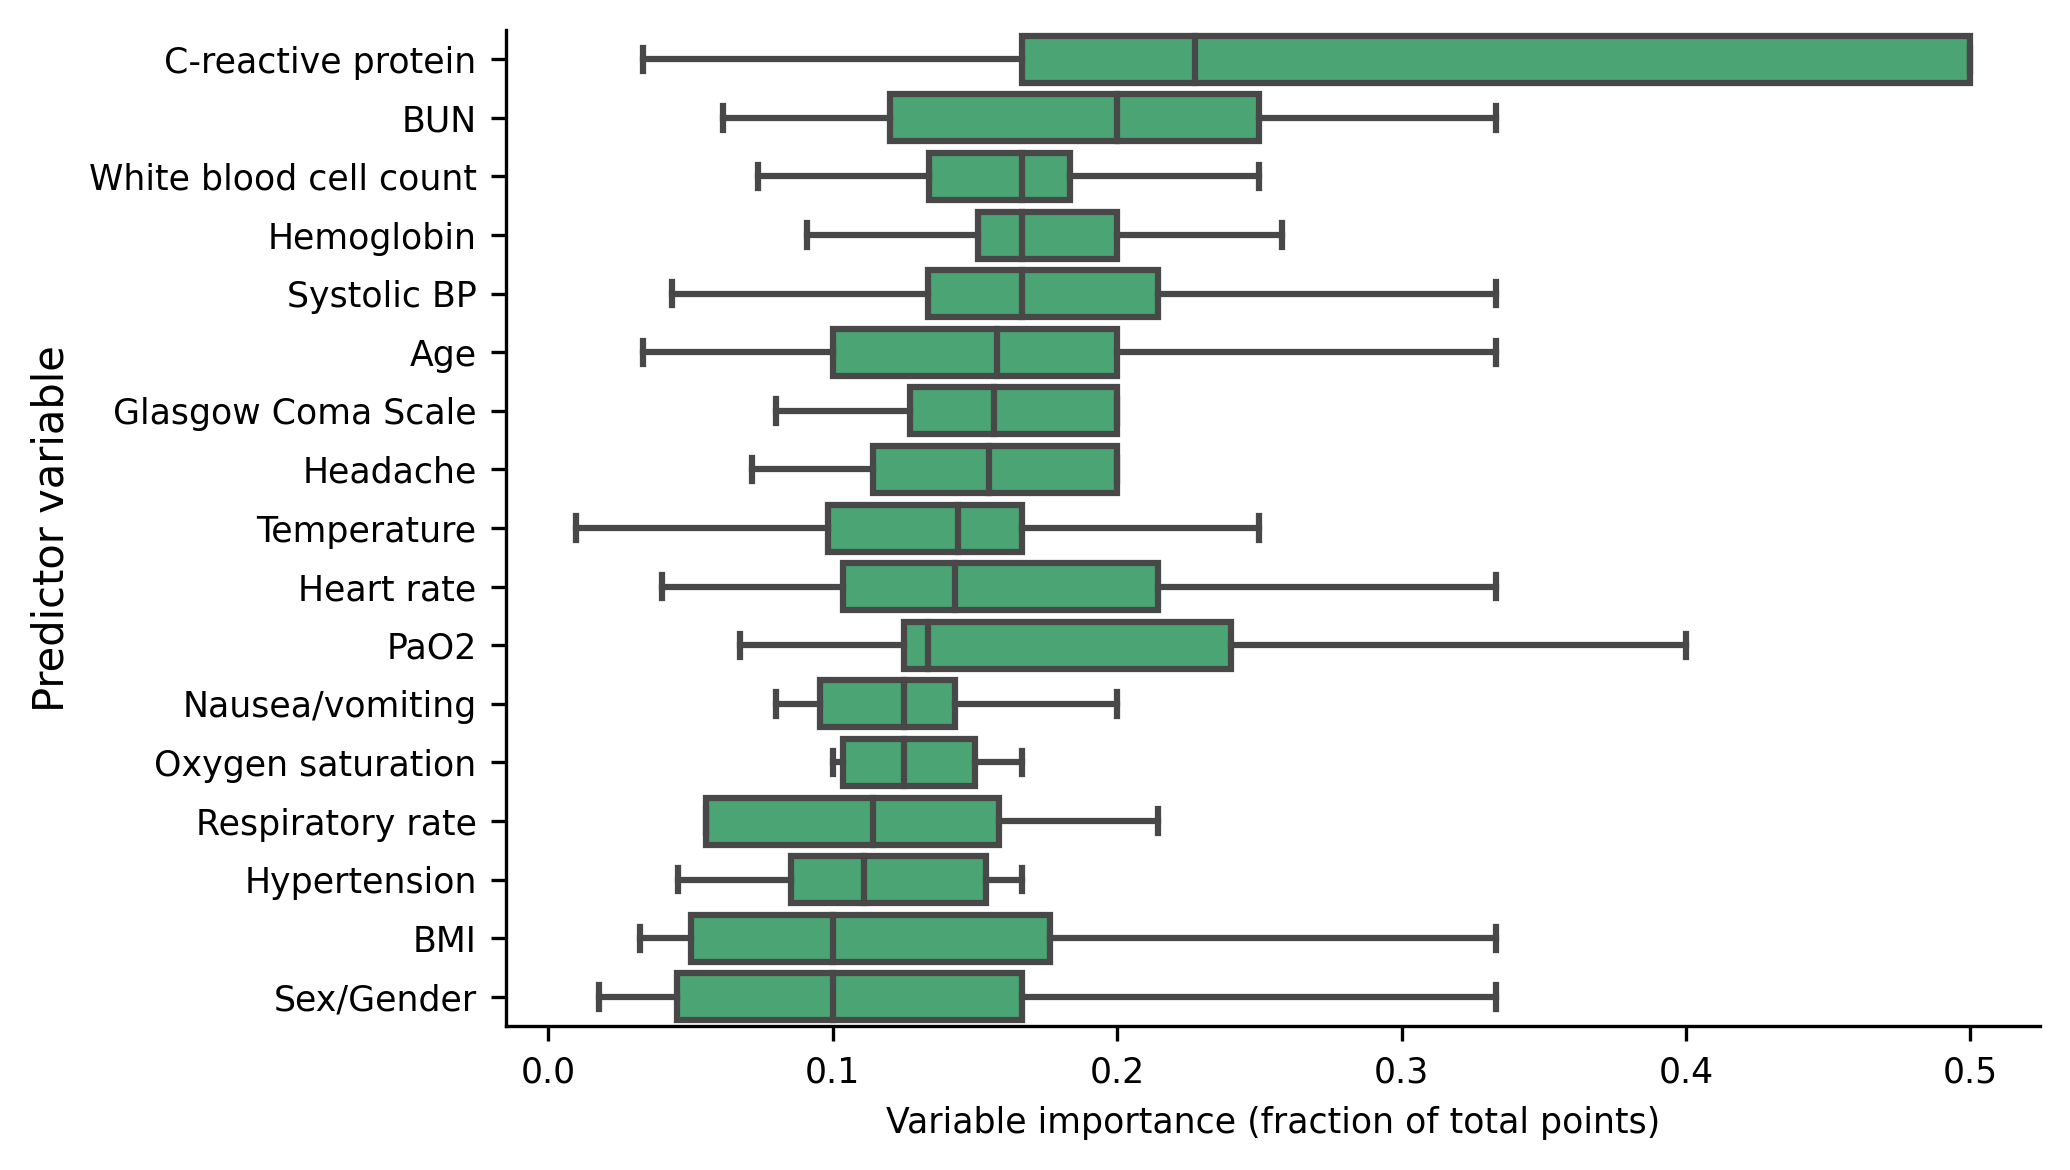 Predictor variable
C-reactive protein
BUN
White blood cell count
Hemoglobin
Systolic BP
Age
Glasgow Coma Scale
Headache
Temperature
Heart rate
PaO2
Nausea/vomiting
Oxygen saturation
Respiratory rate
Hypertension
BMI
Sex/Gender
0.0 0.1 0.2 0.3 0.4 0.5
Variable importance (fraction of total points)